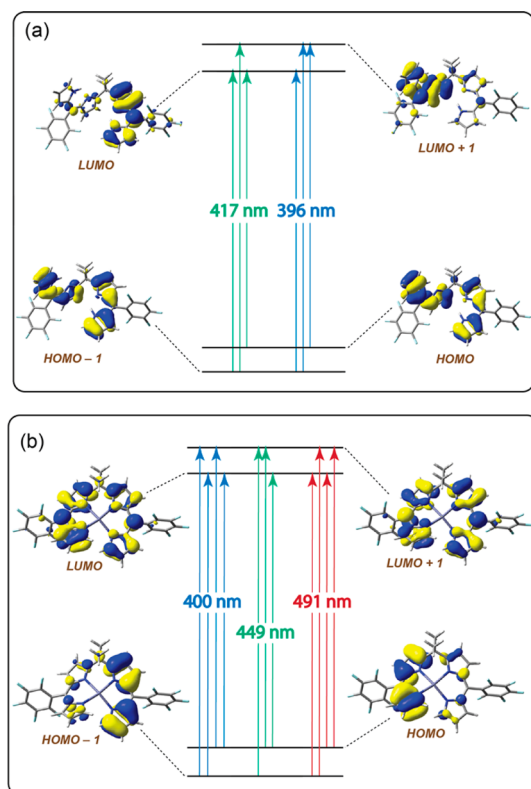 (a)
LUMO
LUMO + 1
417 nm
396 nm
HOMO – 1
HOMO
(b)
LUMO
LUMO + 1
400 nm
491 nm
449 nm
HOMO – 1
HOMO